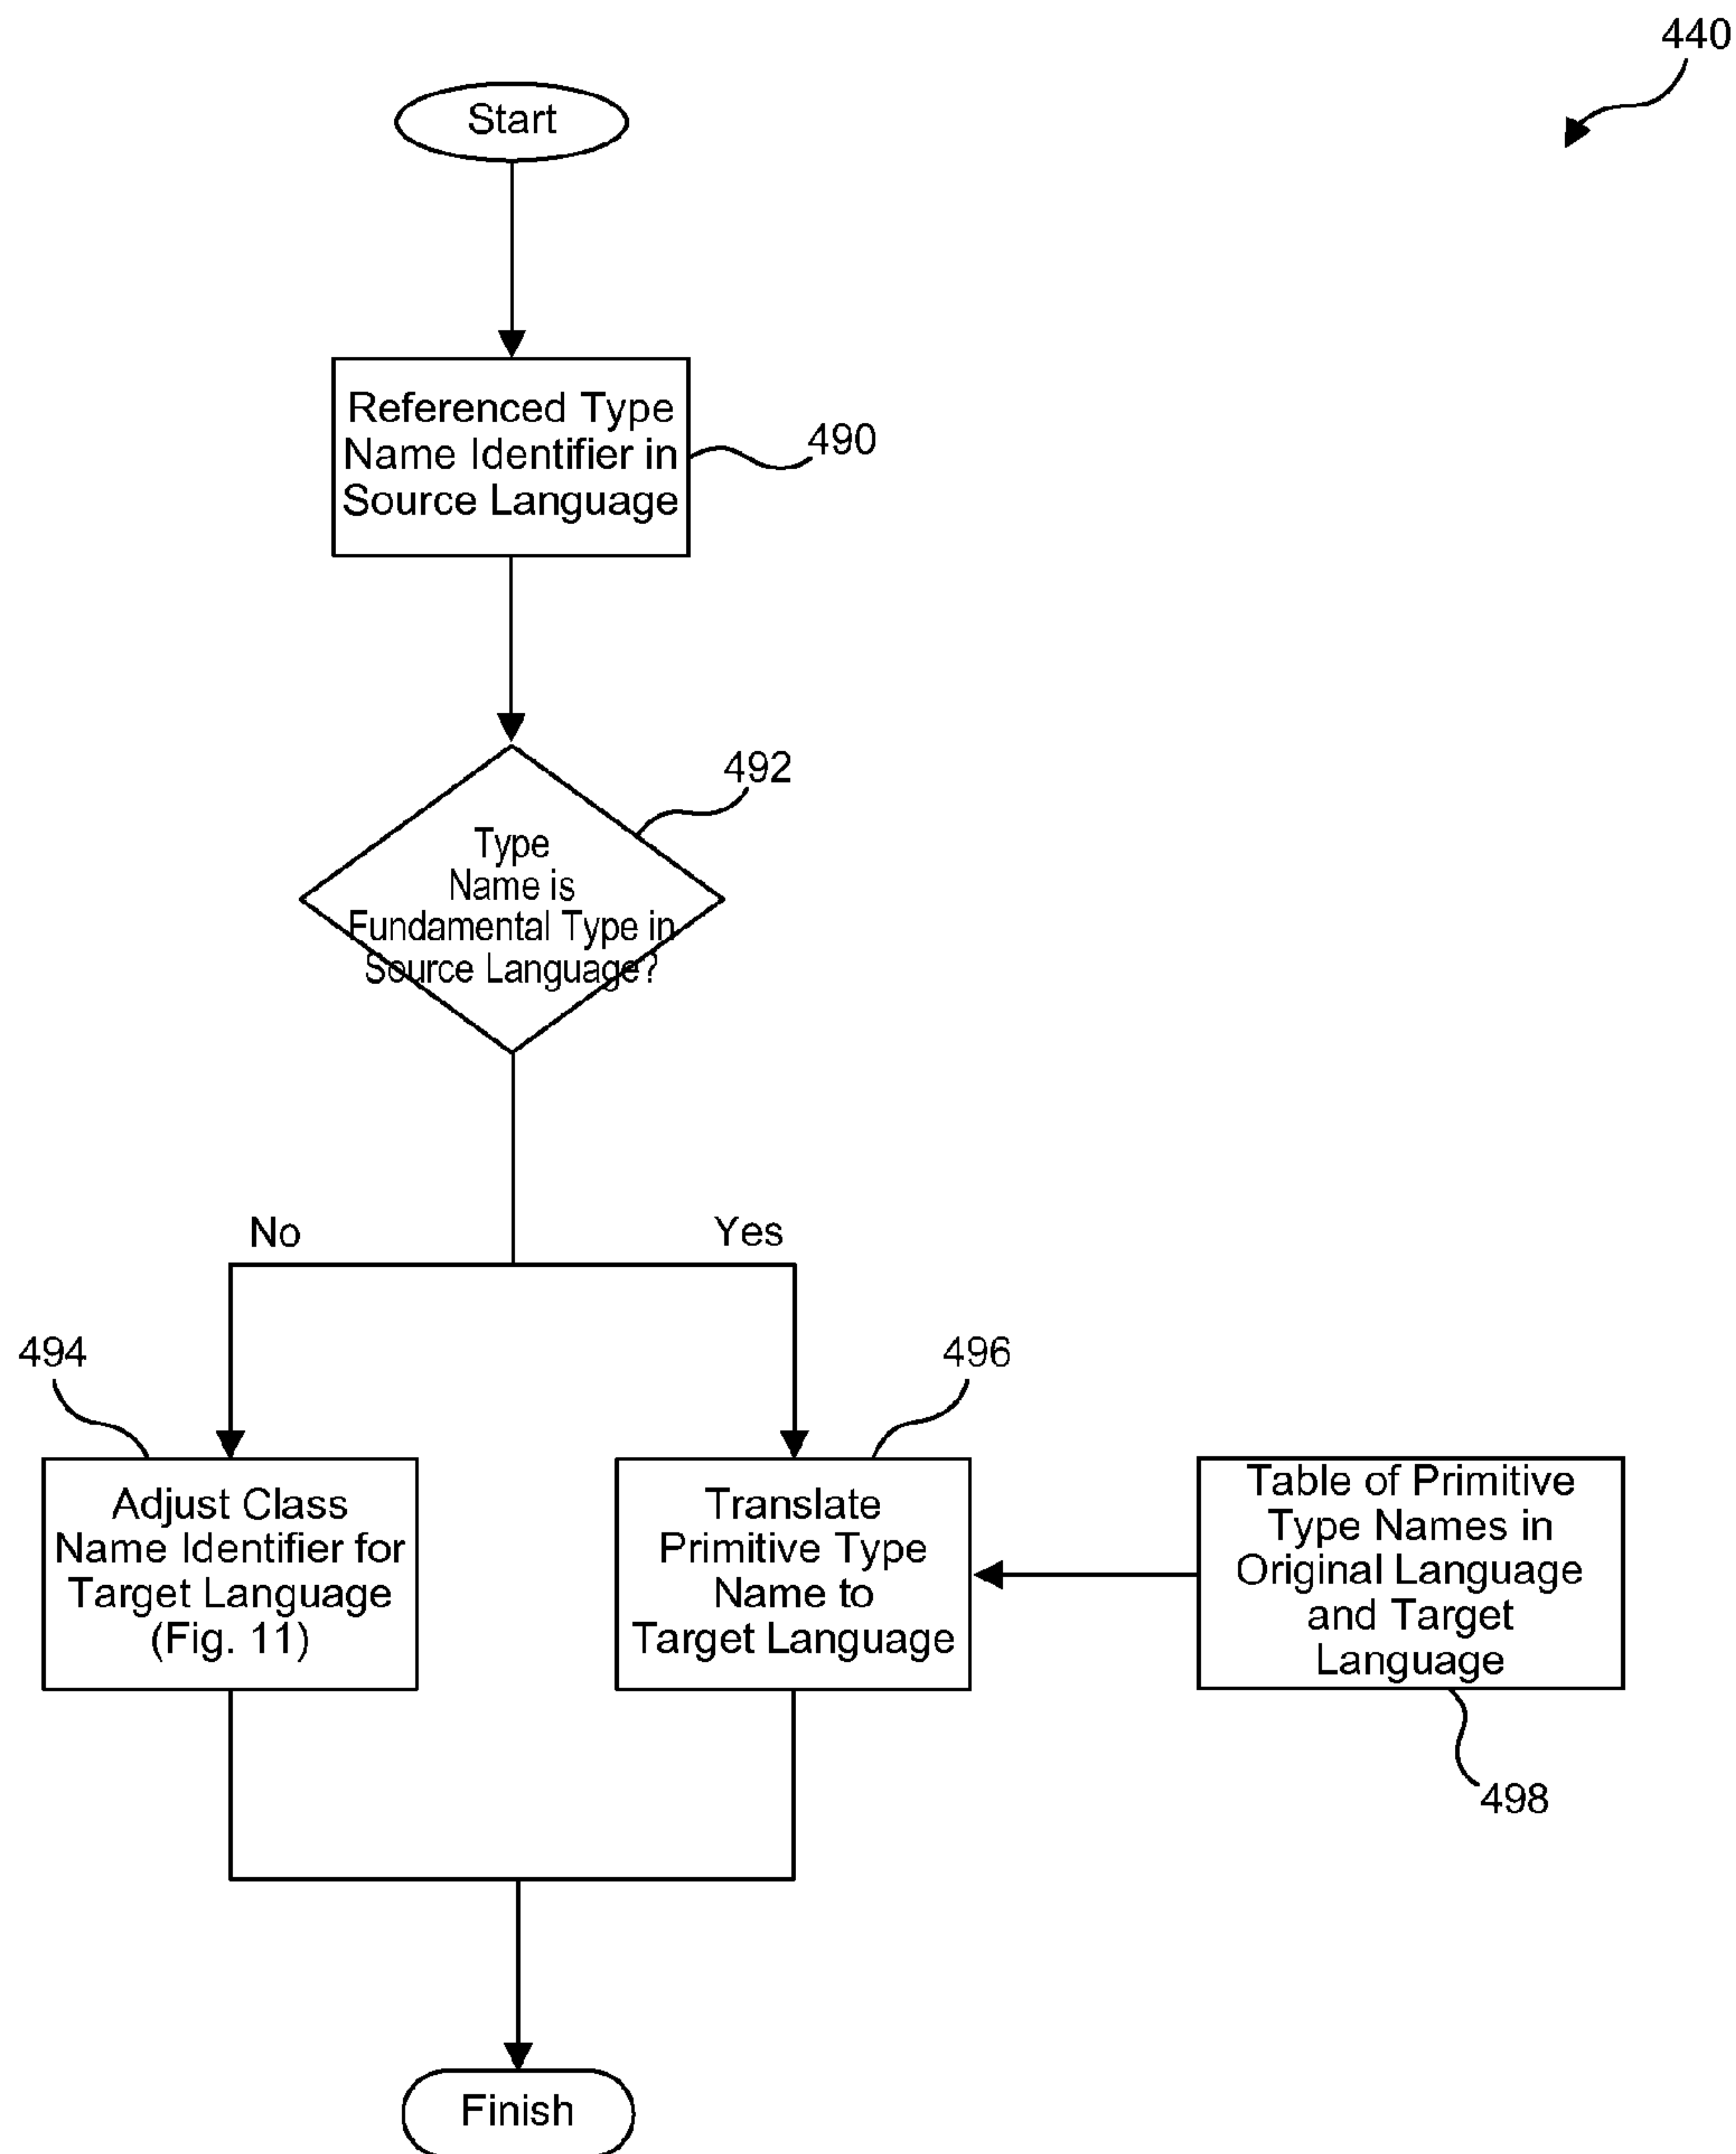 440
Start
Referenced Type
Name Identifier in
Source Language
490
492
Type
Name is
Fundamental Type in
Source Language?
No
Yes
494
496
Adjust Class
Name Identifier for
Target Language
(Fig. 11)
Translate
Primitive Type
Name to
Target Language
Table of Primitive
Type Names in
Original Language
and Target
Language
498
Finish